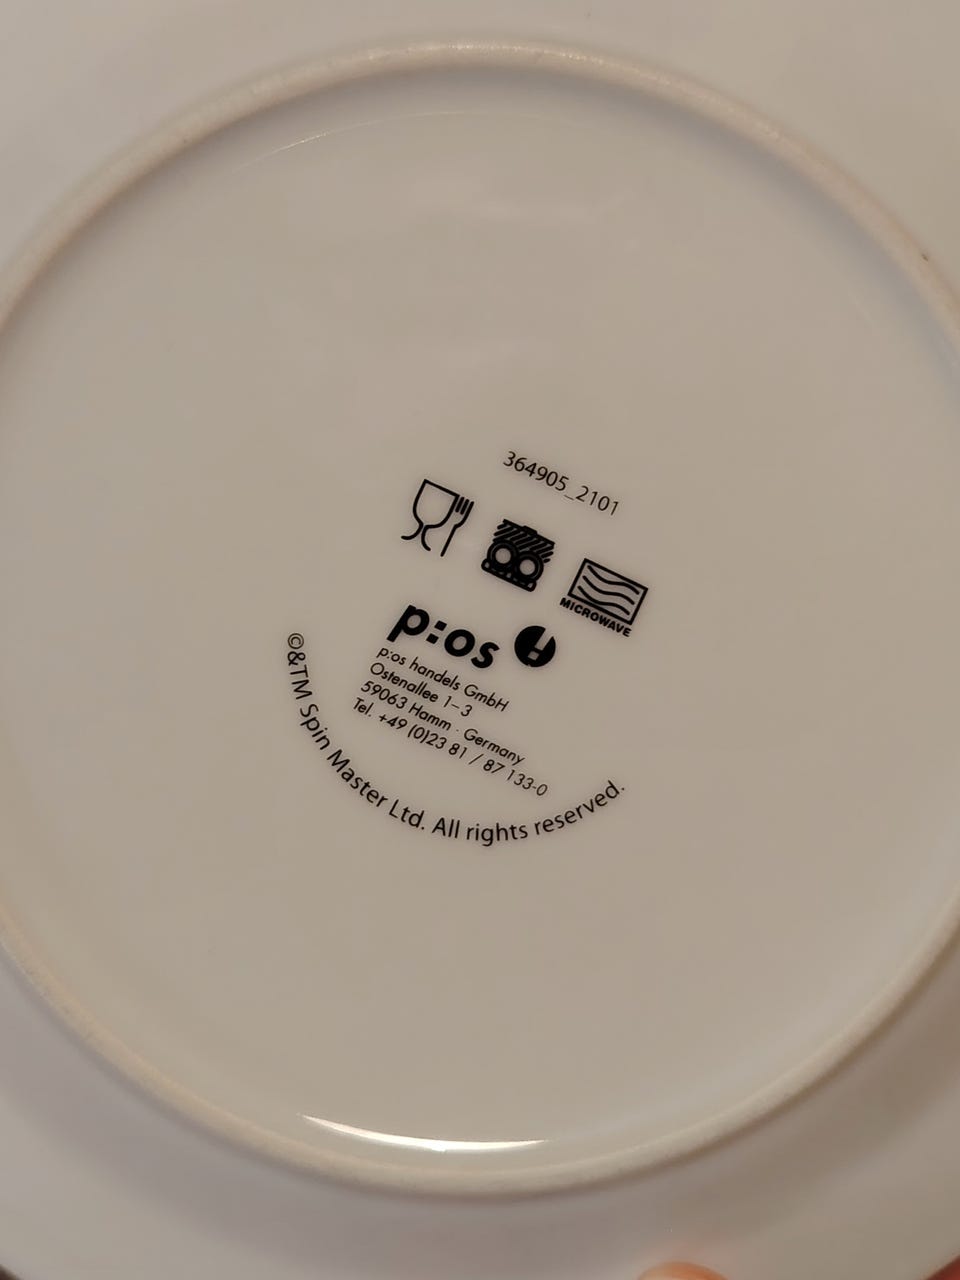 364905_2101
MICROWAVE
p:os
p:os handels GmbH
Ostenallee 1–3
59063 Hamm · Germany
Tel. +49 (0)23 81 / 87 133-0
©&TM Spin Master Ltd. All rights reserved.